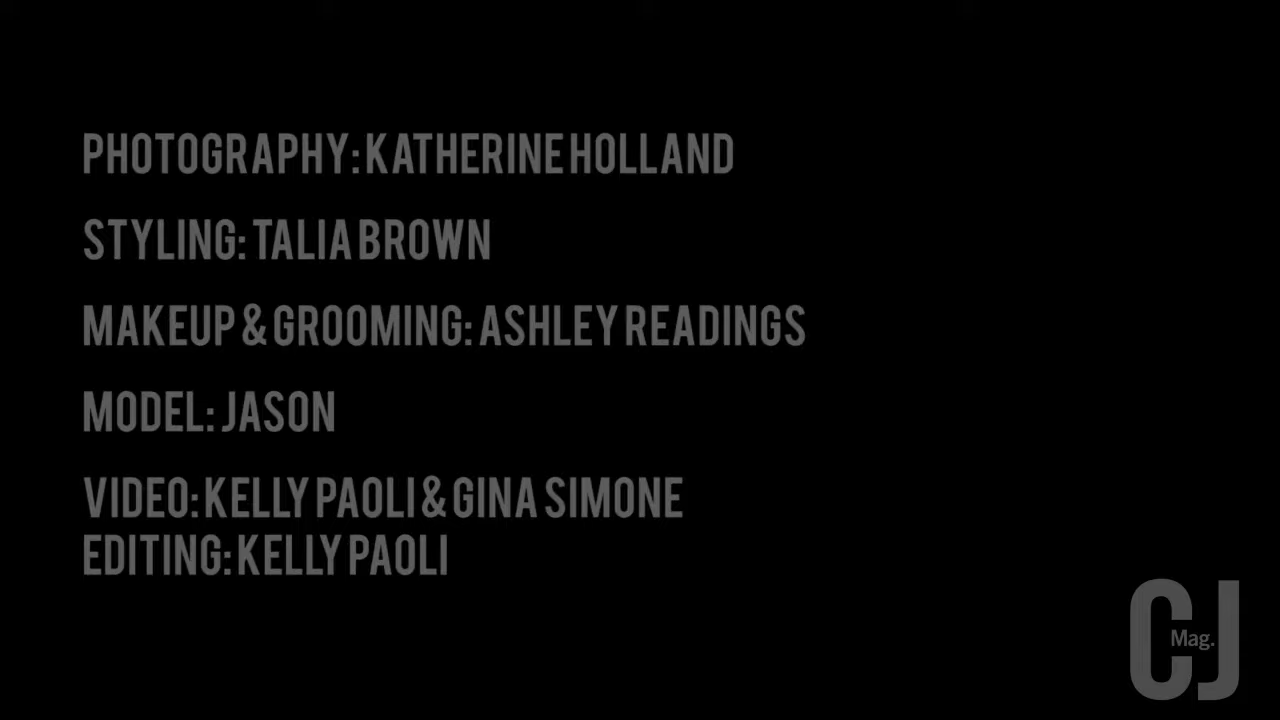 PHOTOGRAPHY: KATHERINE HOLLAND
STYLING: TALIA BROWN
MAKEUP & GROOMING: ASHLEY READINGS
MODEL: JASON
VIDEO: KELLY PAOLI & GINA SIMONE
EDITING: KELLY PAOLI
CJ
Mag.